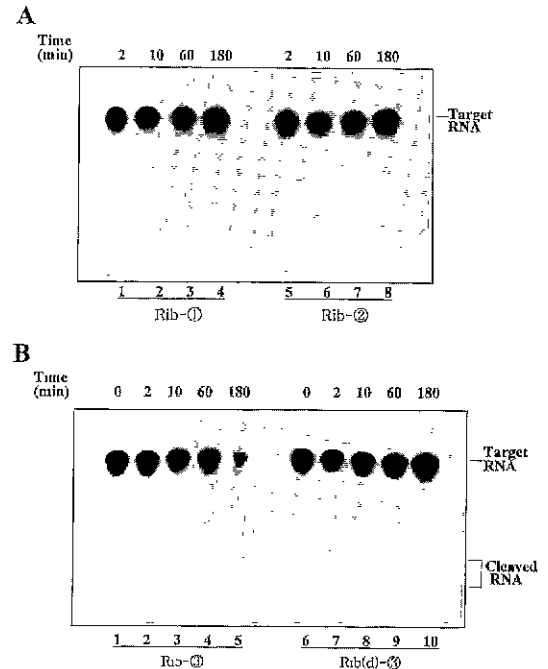 A
Time (min) 2 10 60 180 2 10 60 180
Target RNA
1 2 3 4 5 6 7 8
Rib-① Rib-②
B
Time (min) 0 2 10 60 180 0 2 10 60 180
Target RNA
Cleaved RNA
1 2 3 4 5 6 7 8 9 10
Rib-③ Rib(d)-③